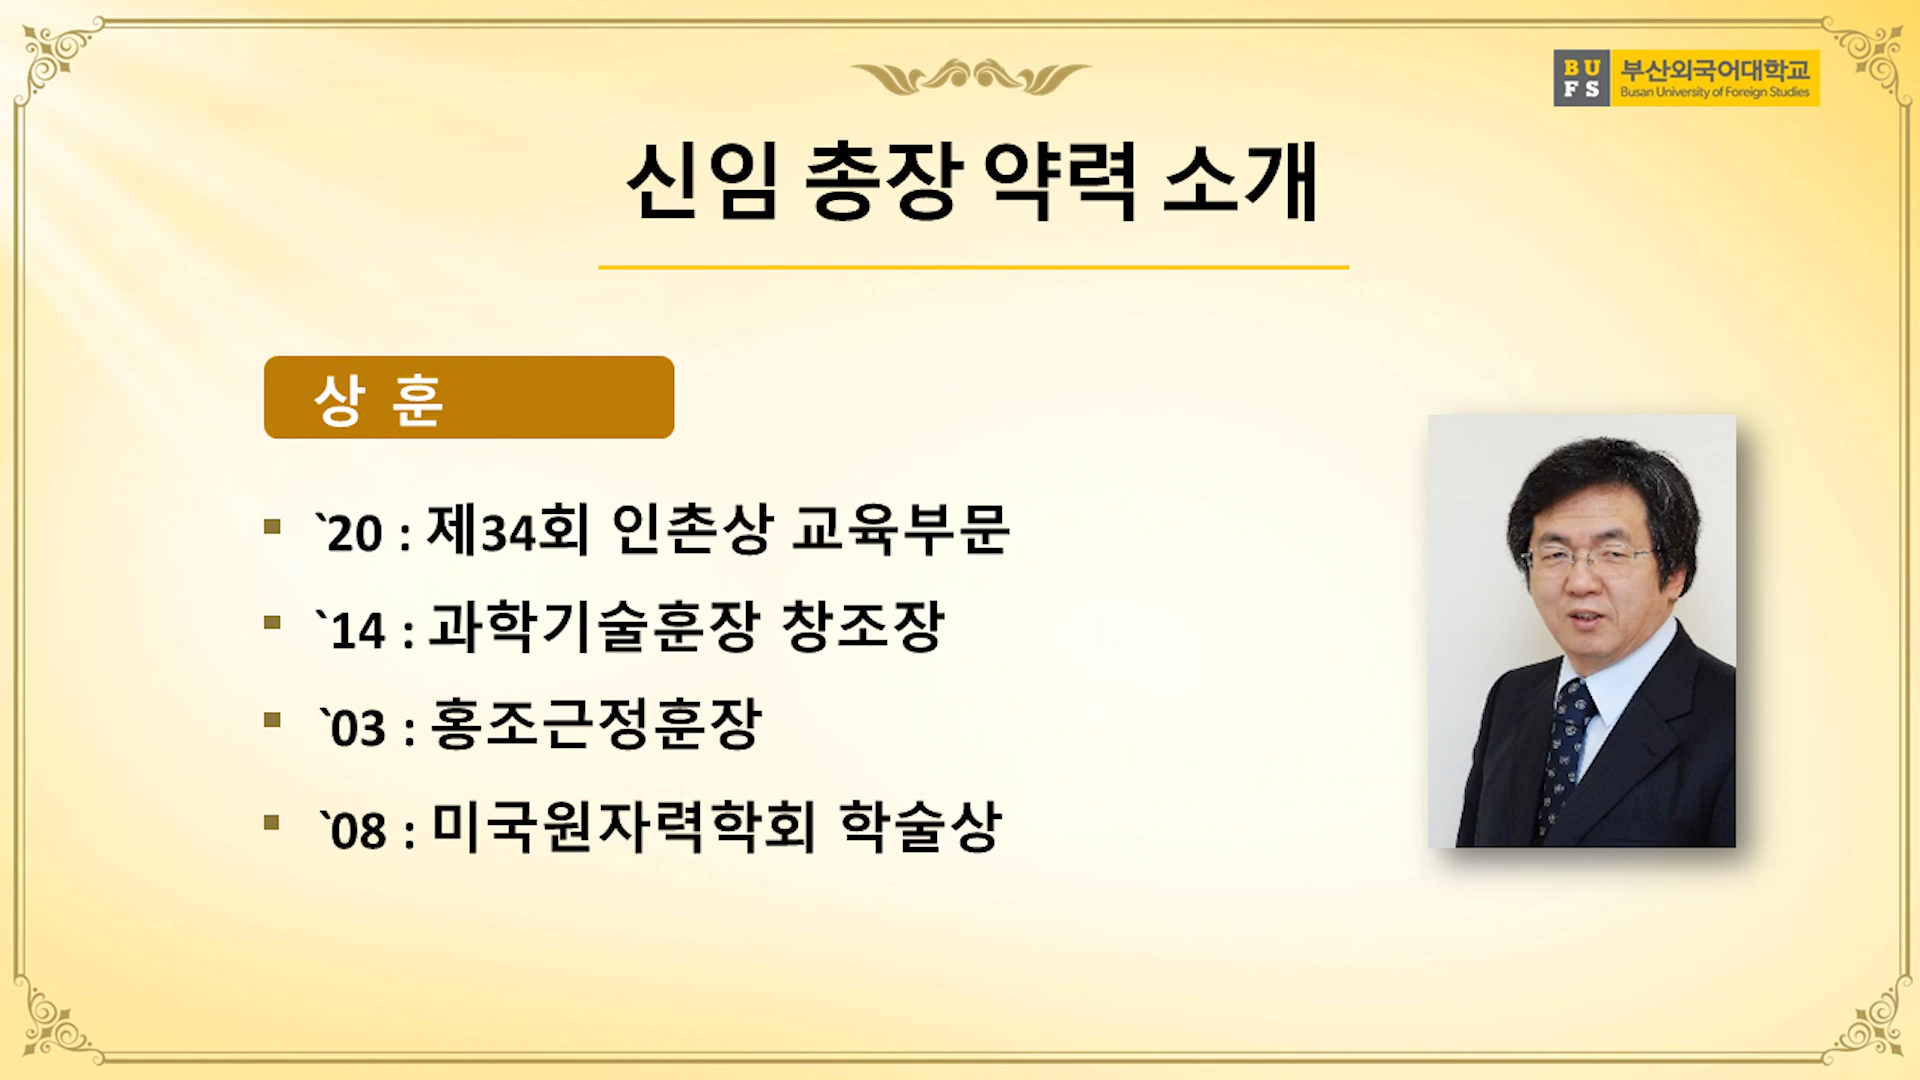 BU
FS
부산외국어대학교
Busan University of Foreign Studies
신임 총장 약력 소개
상 훈
`20 : 제34회 인촌상 교육부문
`14 : 과학기술훈장 창조장
`03 : 홍조근정훈장
`08 : 미국원자력학회 학술상